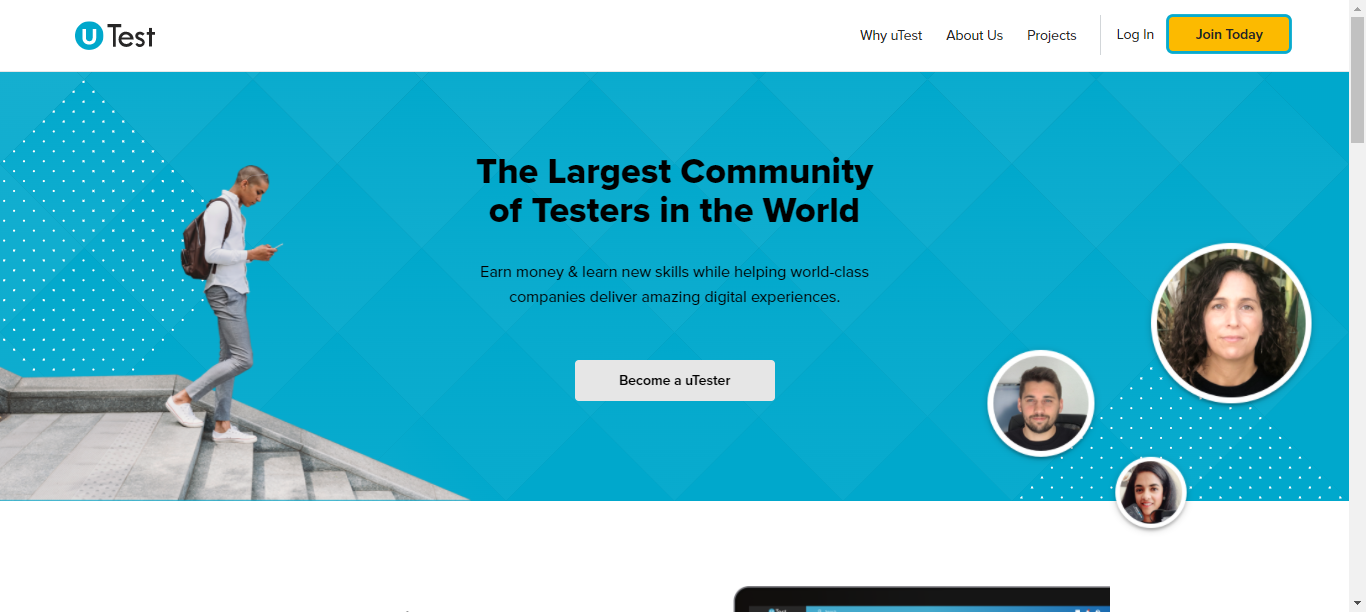 uTest
Why uTest
About Us
Projects
Log In
Join Today
The Largest Community
of Testers in the World
Earn money & learn new skills while helping world-class
companies deliver amazing digital experiences.
Become a uTester